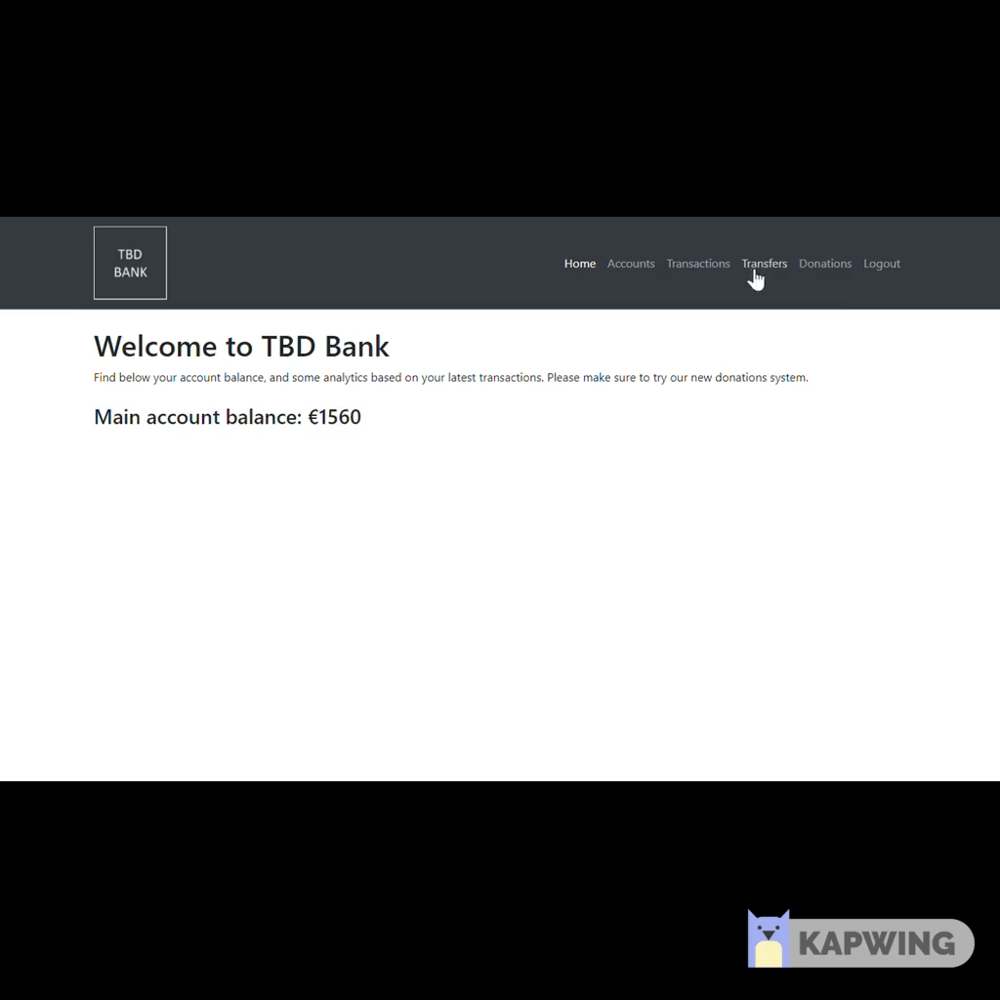 TBD
BANK
Home Accounts Transactions Transfers Donations Logout
Welcome to TBD Bank
Find below your account balance, and some analytics based on your latest transactions. Please make sure to try our new donations system.
Main account balance: €1560
KAPWING